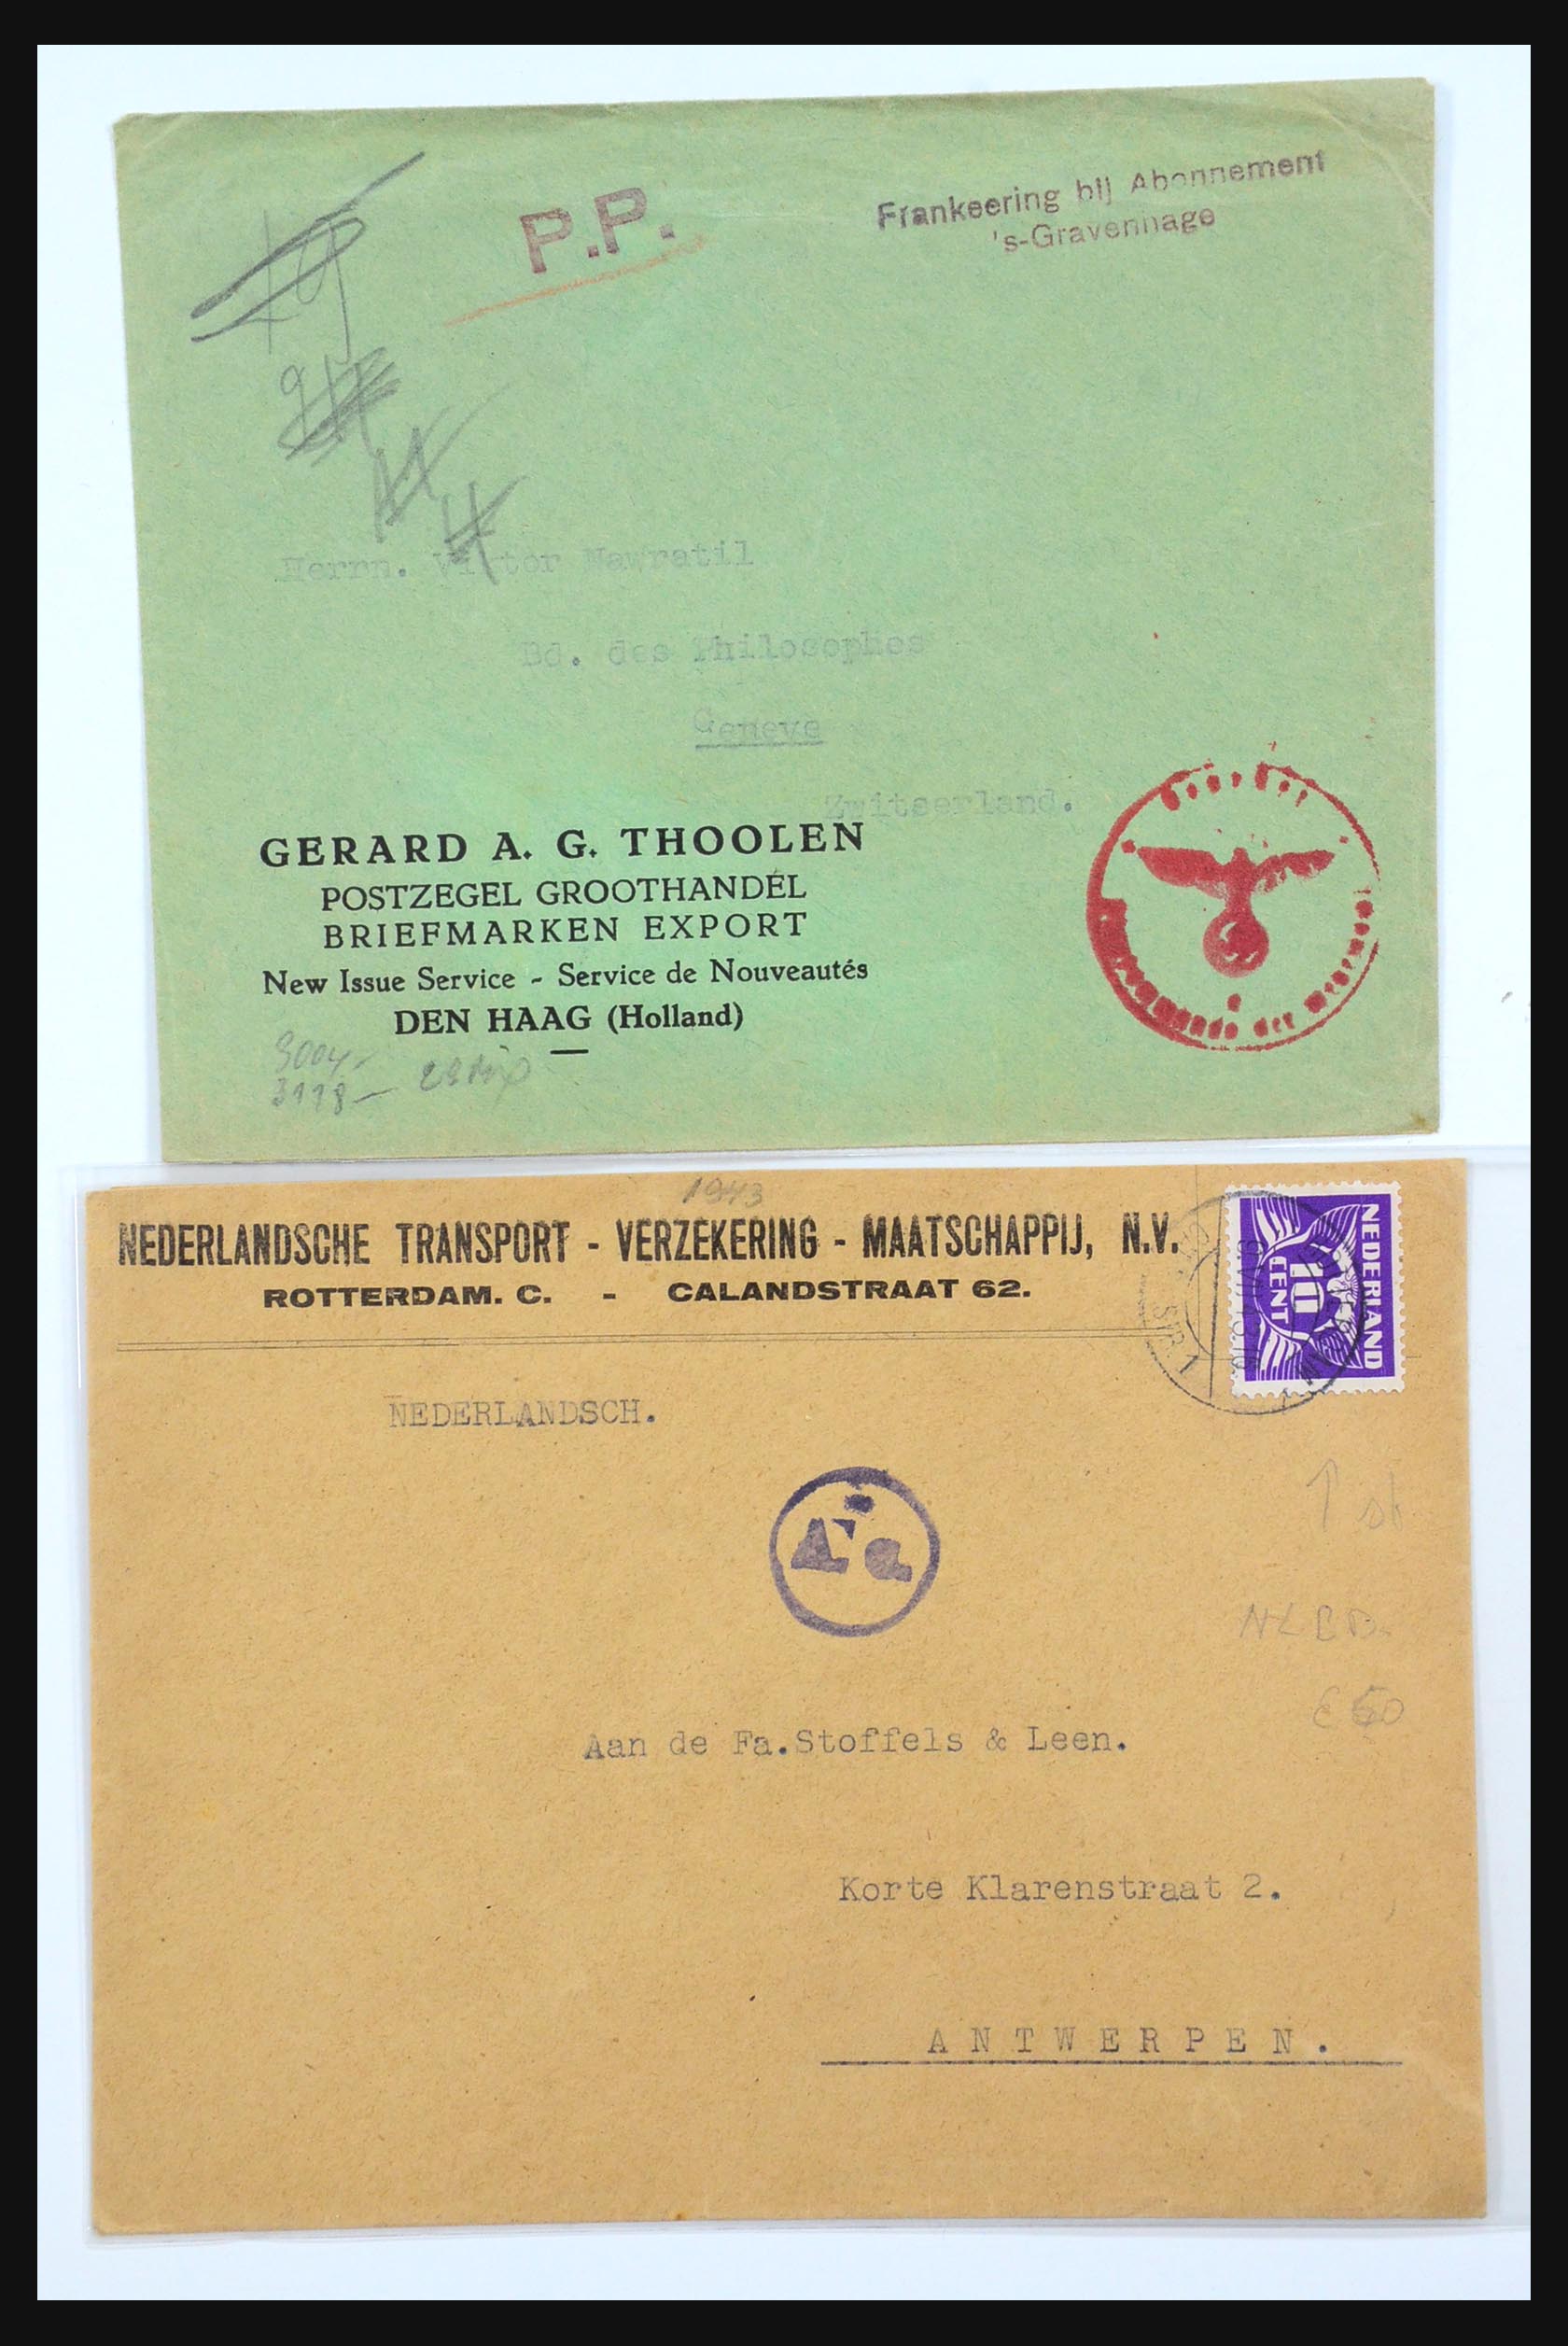 P.P.
Frankeering bij Abonnement
's-Gravenhage
Herrn. Viktor Nawratil
Bd. des Philosophes
Geneve
Zwitserland.
GERARD A. G. THOOLEN
POSTZEGEL GROOTHANDEL
BRIEFMARKEN EXPORT
New Issue Service - Service de Nouveautés
DEN HAAG (Holland)
3118-
1943
NEDERLANDSCHE TRANSPORT - VERZEKERING - MAATSCHAPPIJ, N.V.
ROTTERDAM. C. - CALANDSTRAAT 62.
NEDERLAND
10
CENT
NEDERLANDSCH.
A a
Aan de Fa.Stoffels & Leen.
Korte Klarenstraat 2.
ANTWERPEN.